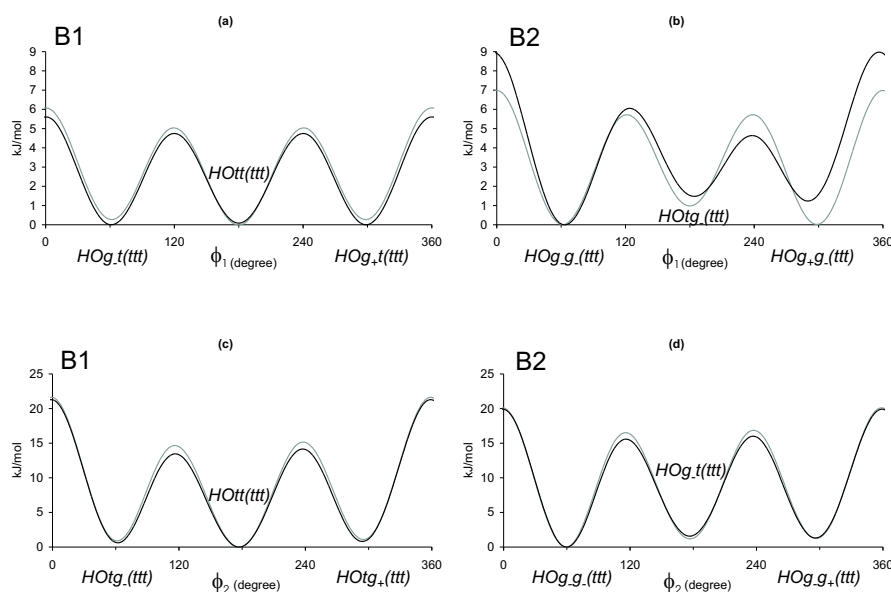 (a)
B1
9
8
7
6
5
4
3
2
1
0
kJ/mol
HOtt(ttt)
0 120 240 360
HOg-t(ttt) ϕ1 (degree) HOg+t(ttt)
(b)
B2
9
8
7
6
5
4
3
2
1
0
kJ/mol
HOtg-(ttt)
0 120 240 360
HOg-g-(ttt) ϕ1 (degree) HOg+g-(ttt)
(c)
B1
25
20
15
10
5
0
kJ/mol
HOtt(ttt)
0 120 240 360
HOtg-(ttt) ϕ2 (degree) HOtg+(ttt)
(d)
B2
25
20
15
10
5
0
kJ/mol
HOg-t(ttt)
0 60 120 180 240 300 360
HOg-g-(ttt) ϕ2 (degree) HOg-g+(ttt)